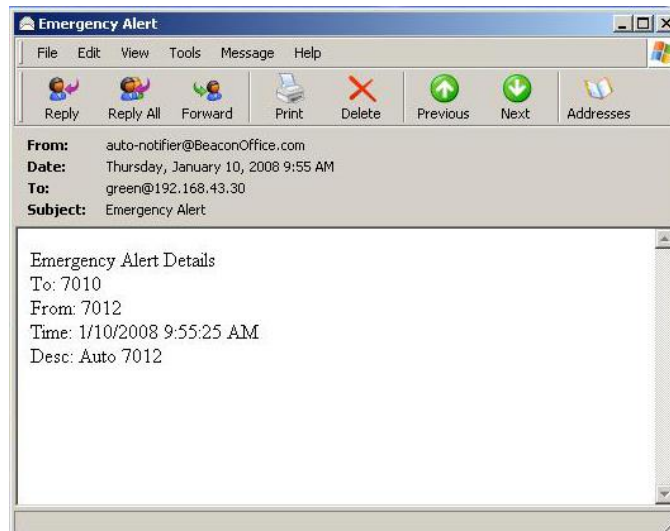 Emergency Alert
File Edit View Tools Message Help
Reply Reply All Forward Print Delete Previous Next Addresses
From: auto-notifier@BeaconOffice.com
Date: Thursday, January 10, 2008 9:55 AM
To: green@192.168.43.30
Subject: Emergency Alert
Emergency Alert Details
To: 7010
From: 7012
Time: 1/10/2008 9:55:25 AM
Desc: Auto 7012